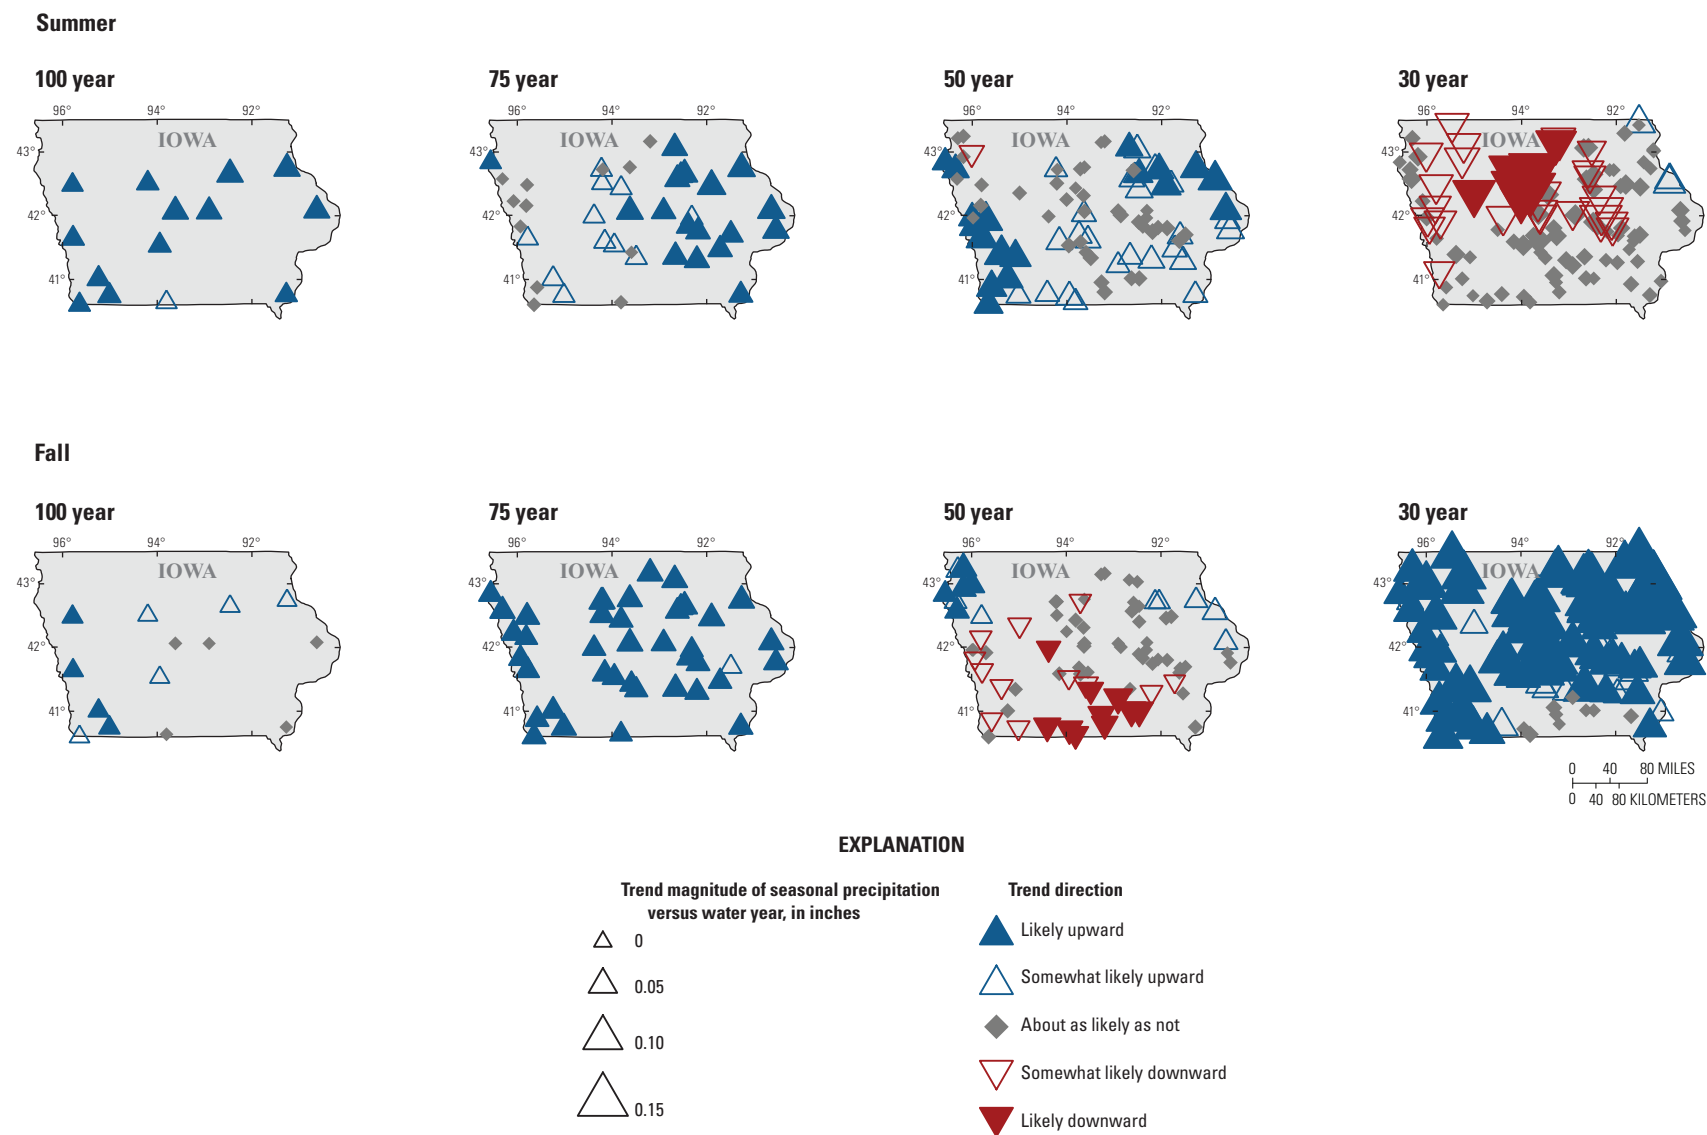 Summer
100 year
75 year
50 year
30 year
96° 94° 92°
96° 94° 92°
96° 94° 92°
96° 94° 92°
IOWA
IOWA
IOWA
IOWA
43°
43°
43°
43°
42°
42°
42°
42°
41°
41°
41°
41°
Fall
100 year
75 year
50 year
30 year
96° 94° 92°
96° 94° 92°
96° 94° 92°
96° 94° 92°
IOWA
IOWA
IOWA
IOWA
43°
43°
43°
43°
42°
42°
42°
42°
41°
41°
41°
41°
0 40 80 MILES
0 40 80 KILOMETERS
EXPLANATION
Trend magnitude of seasonal precipitation
versus water year, in inches
0
0.05
0.10
0.15
Trend direction
Likely upward
Somewhat likely upward
About as likely as not
Somewhat likely downward
Likely downward